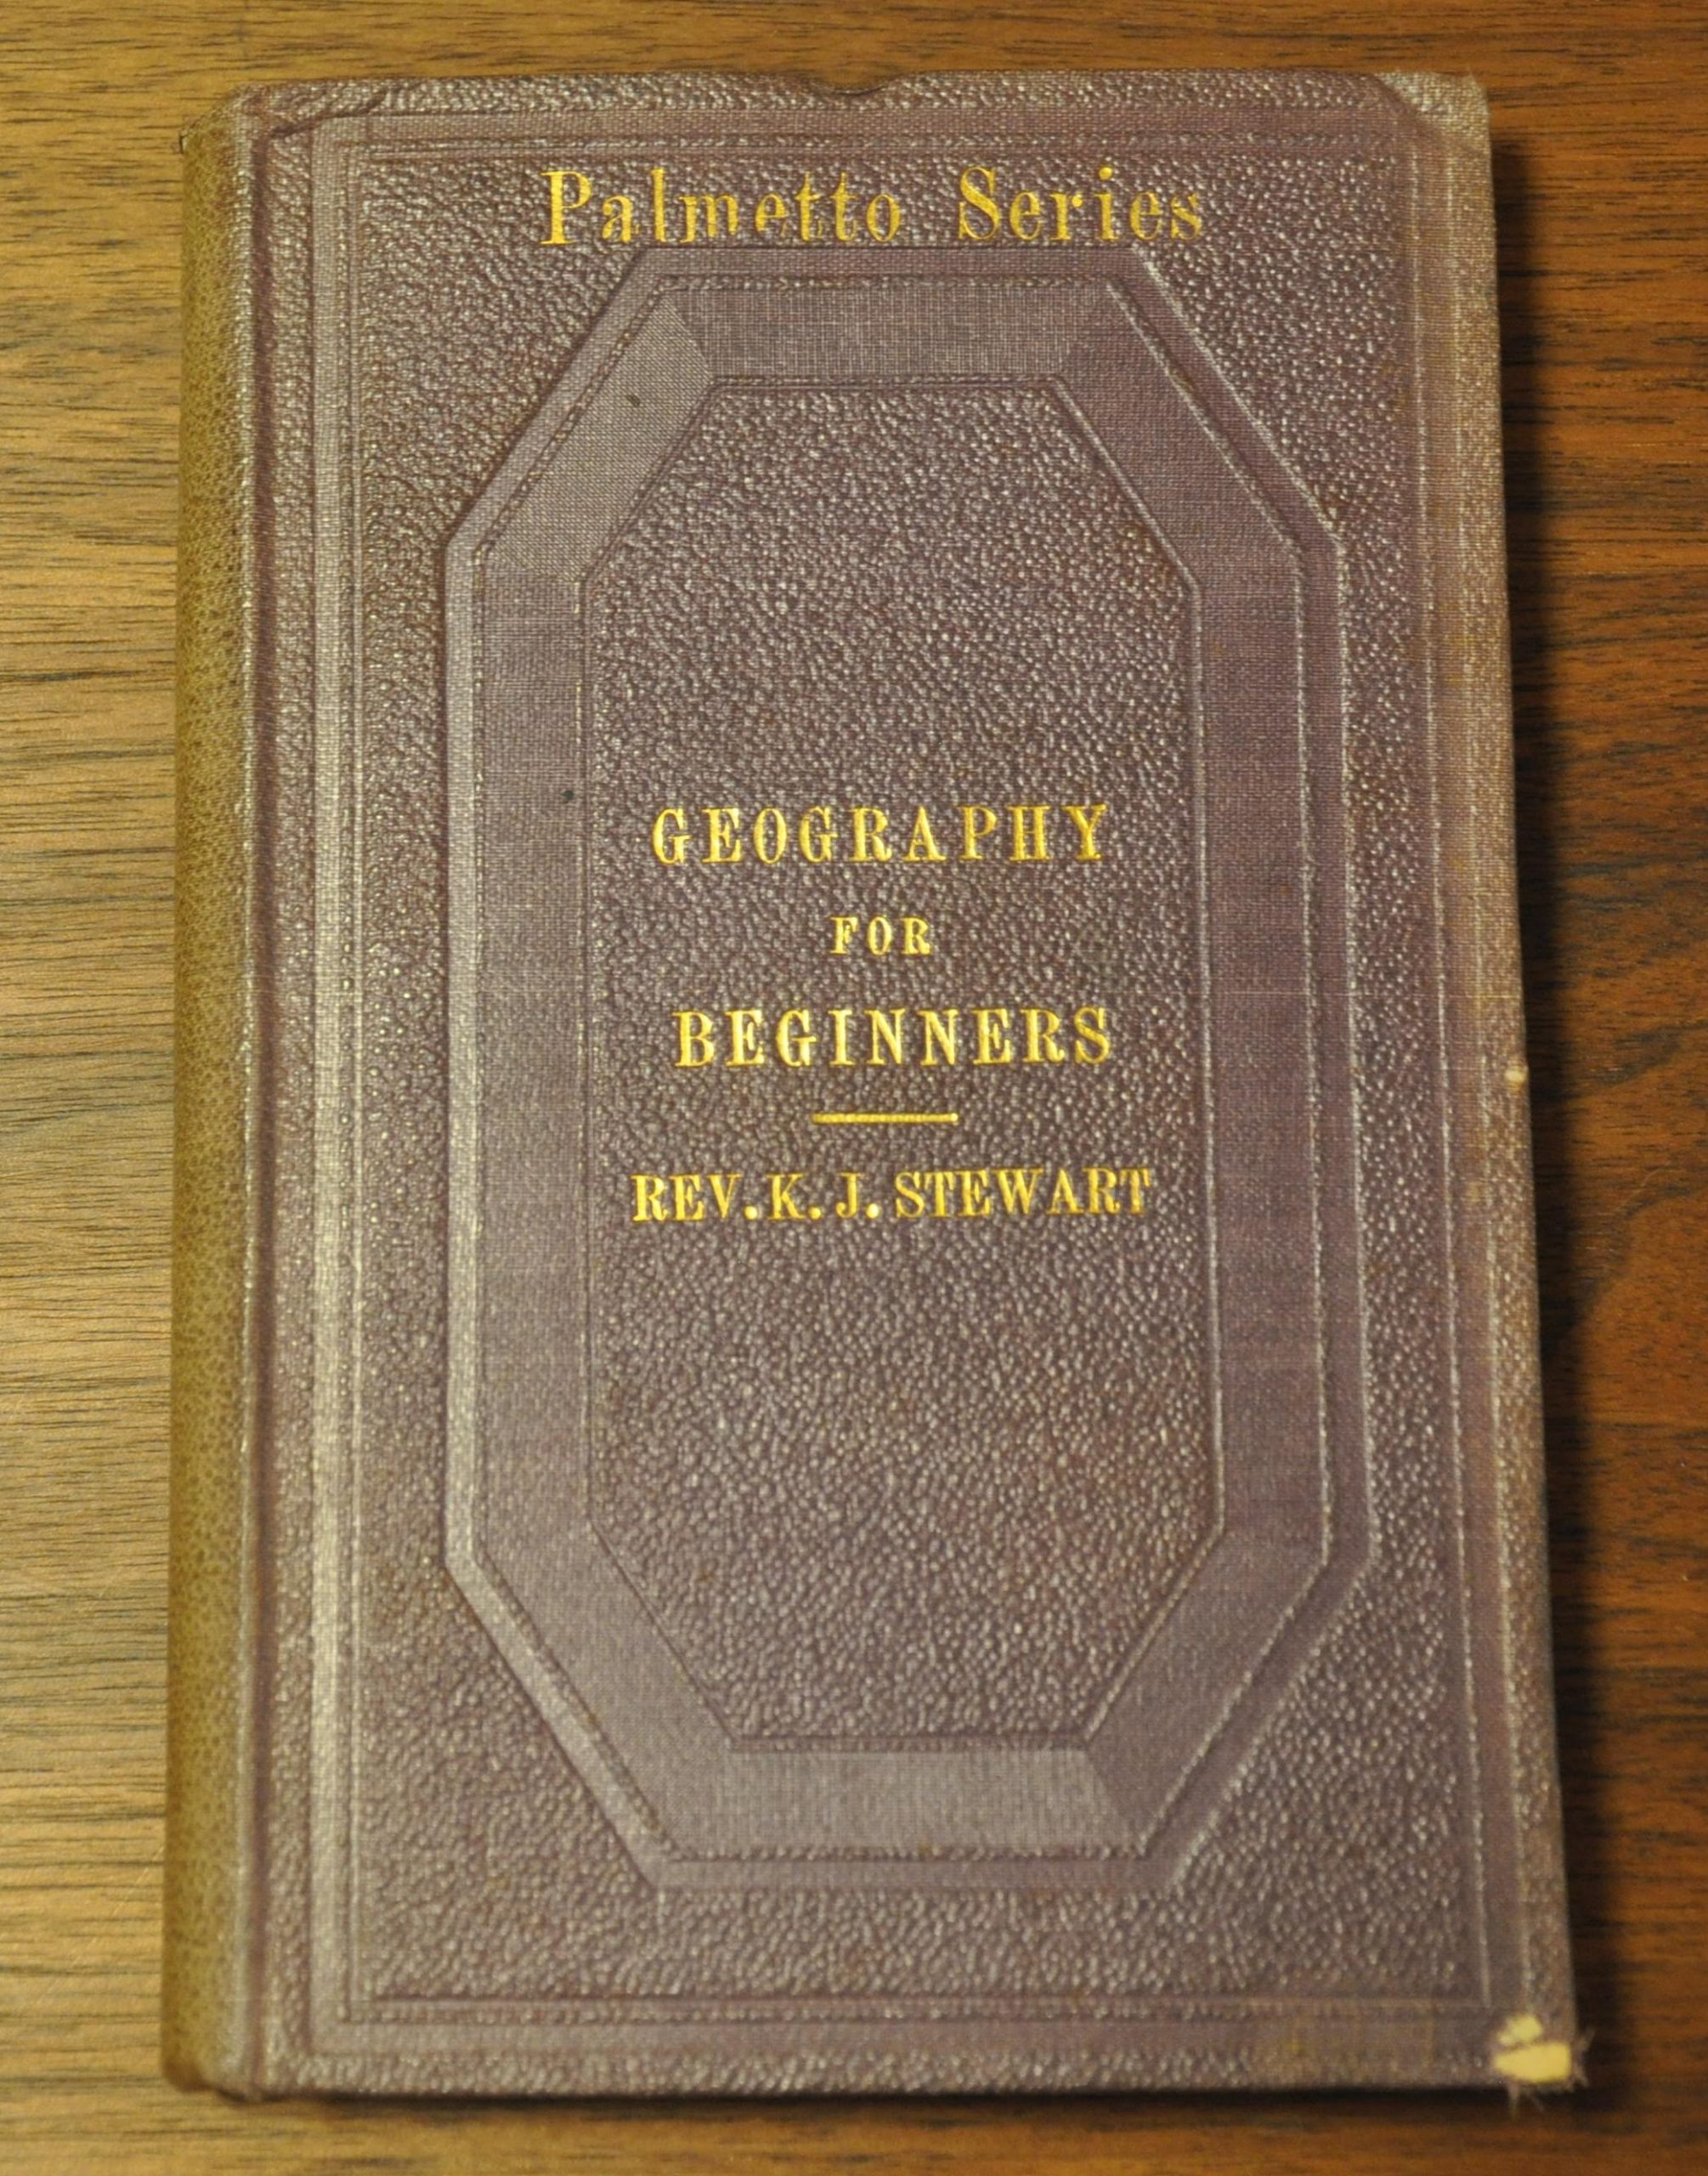 Palmetto Series
GEOGRAPHY
FOR
BEGINNERS
REV. K. J. STEWART